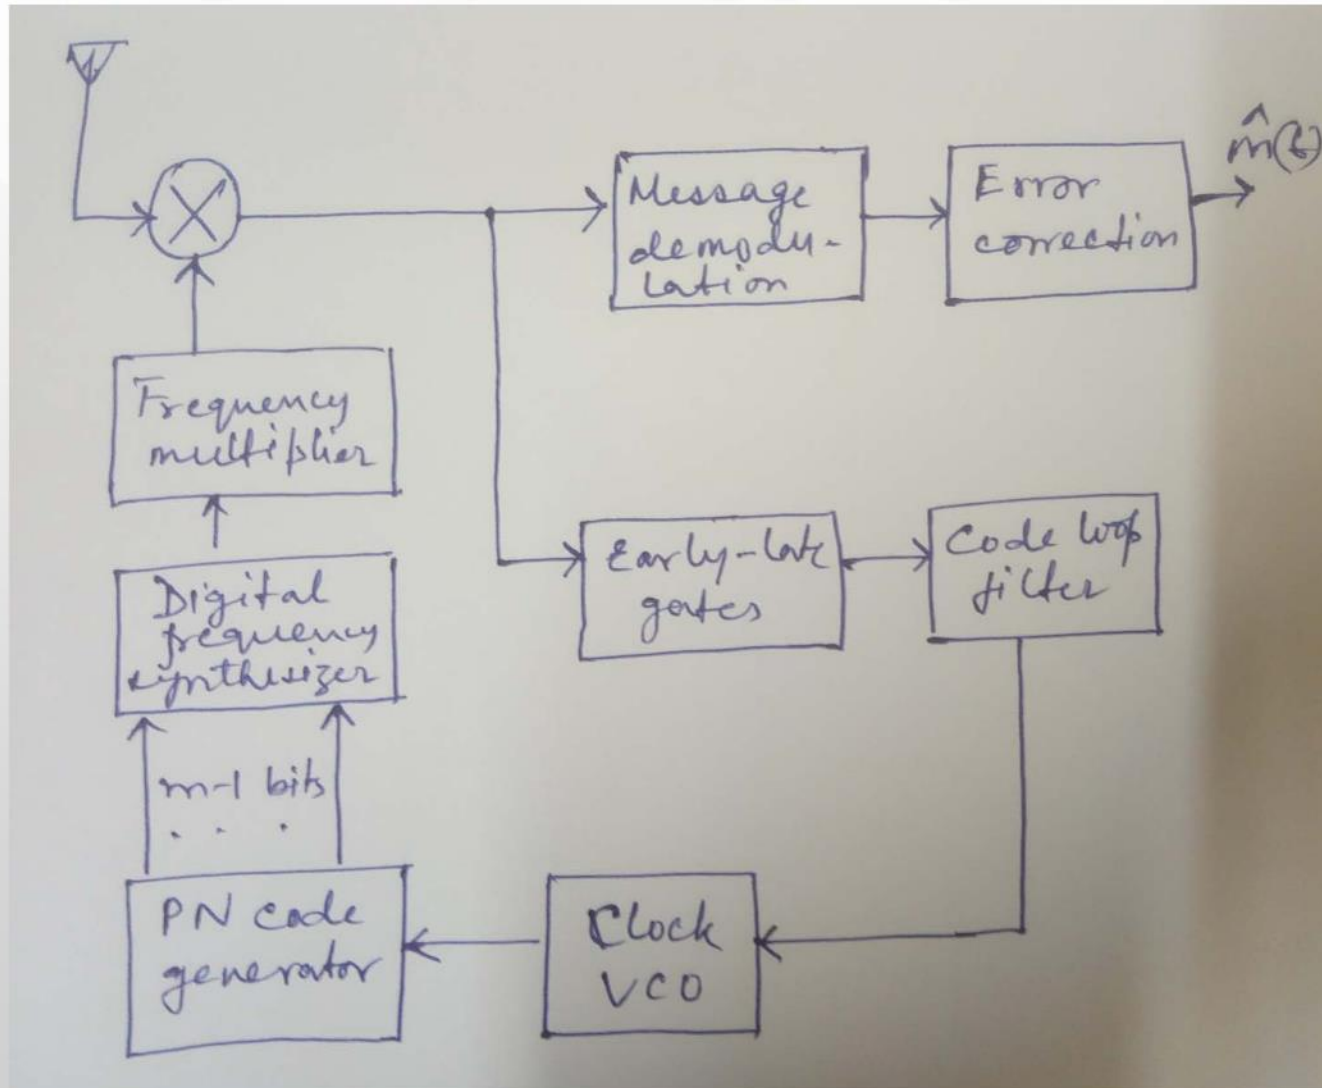 Message
demodu-
lation
Error
correction
m̂(t)
Frequency
multiplier
Early-late
gates
Code loop
filter
Digital
frequency
synthesizer
m-1 bits
. . .
PN code
generator
Clock
VCO